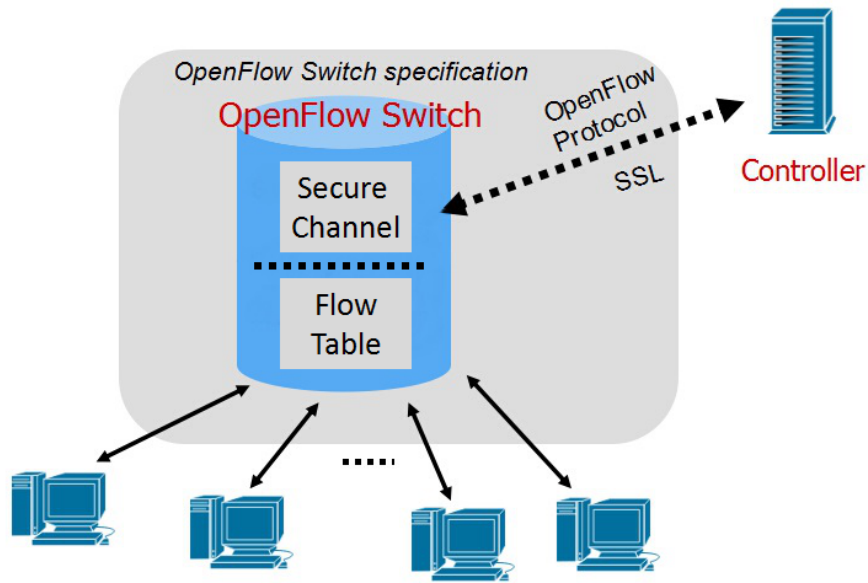 OpenFlow Switch specification
OpenFlow Switch
Secure
Channel
Flow
Table
OpenFlow
Protocol
SSL
Controller